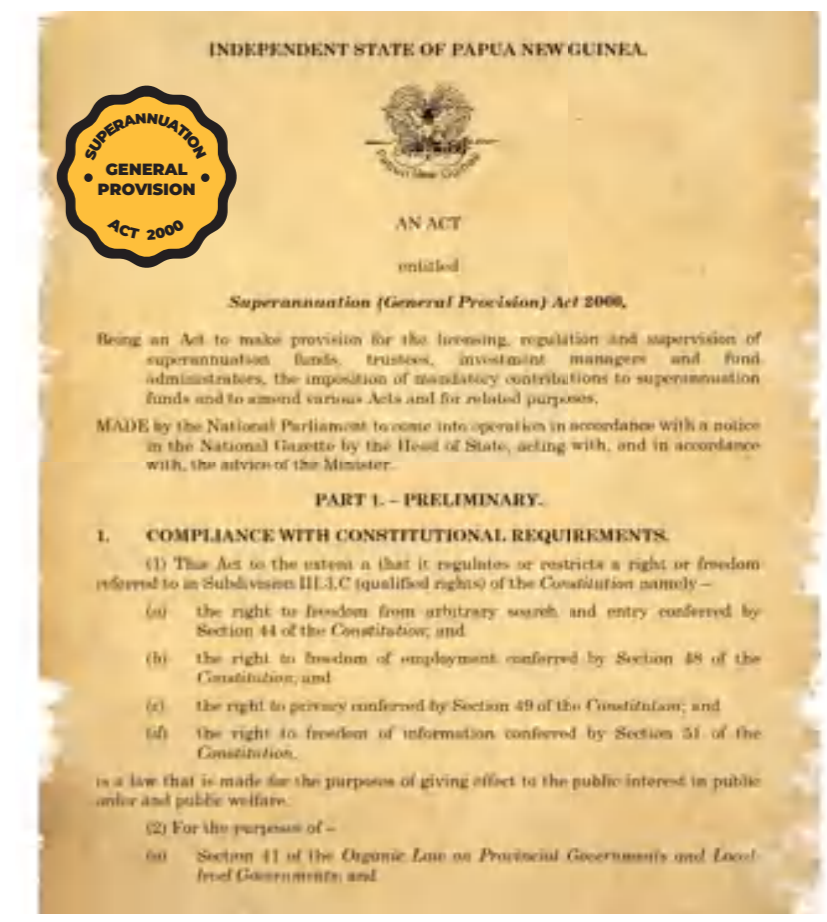 INDEPENDENT STATE OF PAPUA NEW GUINEA.
SUPERANNUATION
GENERAL
PROVISION
ACT 2000
Papua New Guinea
AN ACT
entitled
Superannuation (General Provision) Act 2000,
Being an Act to make provision for the licensing, regulation and supervision of
superannuation funds, trustees, investment managers and fund
administrators, the imposition of mandatory contributions to superannuation
funds and to amend various Acts and for related purposes,
MADE by the National Parliament to come into operation in accordance with a notice
in the National Gazette by the Head of State, acting with, and in accordance
with, the advice of the Minister.
PART 1. – PRELIMINARY.
1. COMPLIANCE WITH CONSTITUTIONAL REQUIREMENTS.
(1) This Act to the extent a that it regulates or restricts a right or freedom
referred to in Subdivision III.3.C (qualified rights) of the Constitution namely –
(a) the right to freedom from arbitrary search and entry conferred by
Section 44 of the Constitution; and
(b) the right to freedom of employment conferred by Section 48 of the
Constitution; and
(c) the right to privacy conferred by Section 49 of the Constitution; and
(d) the right to freedom of information conferred by Section 51 of the
Constitution,
is a law that is made for the purposes of giving effect to the public interest in public
order and public welfare.
(2) For the purposes of –
(a) Section 41 of the Organic Law on Provincial Governments and Local-
level Governments; and